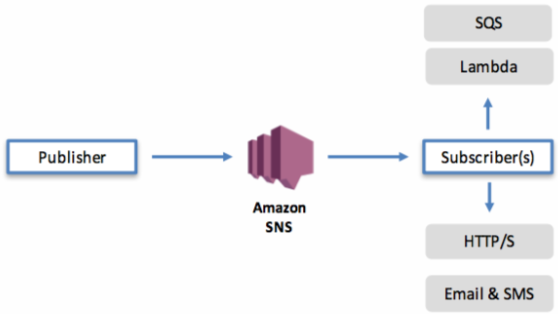 SQS
Lambda
Publisher
Amazon
SNS
Subscriber(s)
HTTP/S
Email & SMS